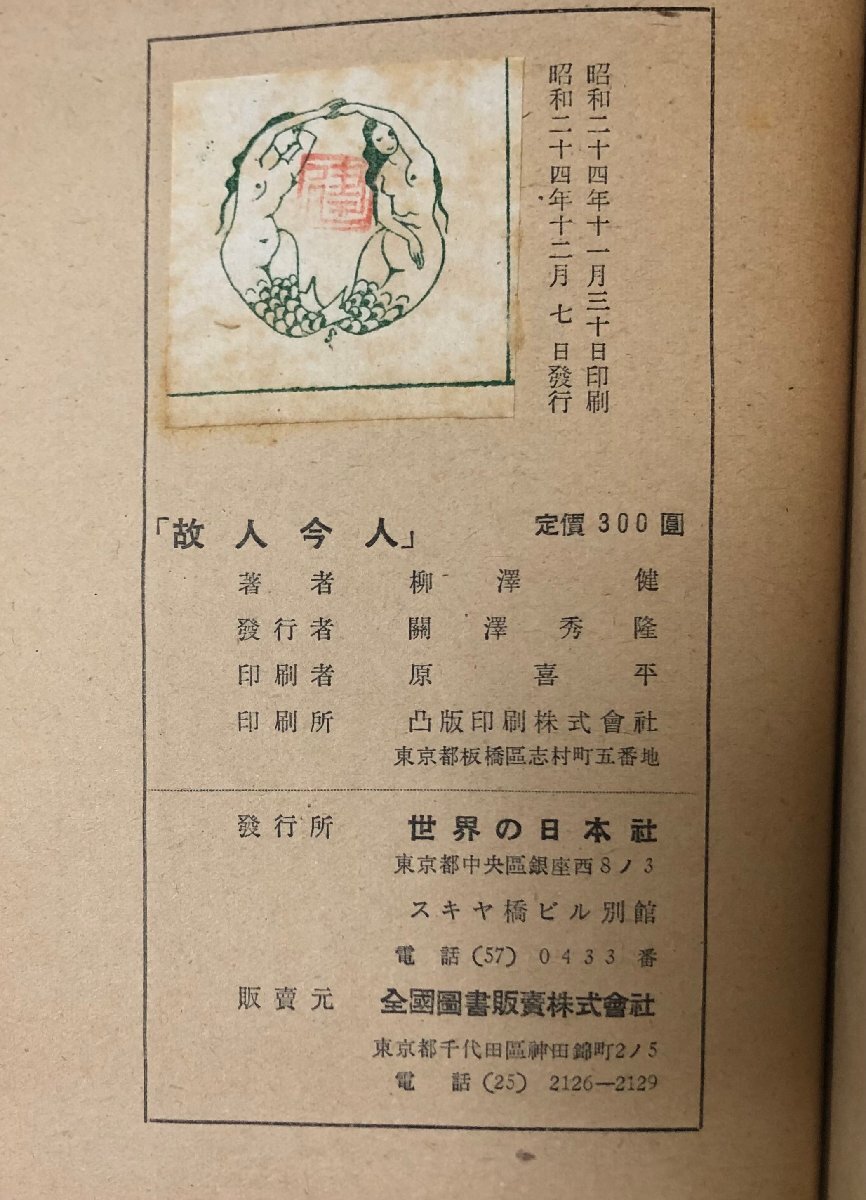 昭和二十四年十一月三十日印刷
昭和二十四年十二月 七 日發行
「故人今人」 定價 300 圓
著者 柳澤健
發行者 關澤秀隆
印刷者 原喜平
印刷所 凸版印刷株式會社
東京都板橋區志村町五番地
發行所 世界の日本社
東京都中央區銀座西8ノ3
スキヤ橋ビル別館
電話(57) 0433番
販賣元 全國圖書販賣株式會社
東京都千代田區神田錦町2ノ5
電話(25) 2126—2129